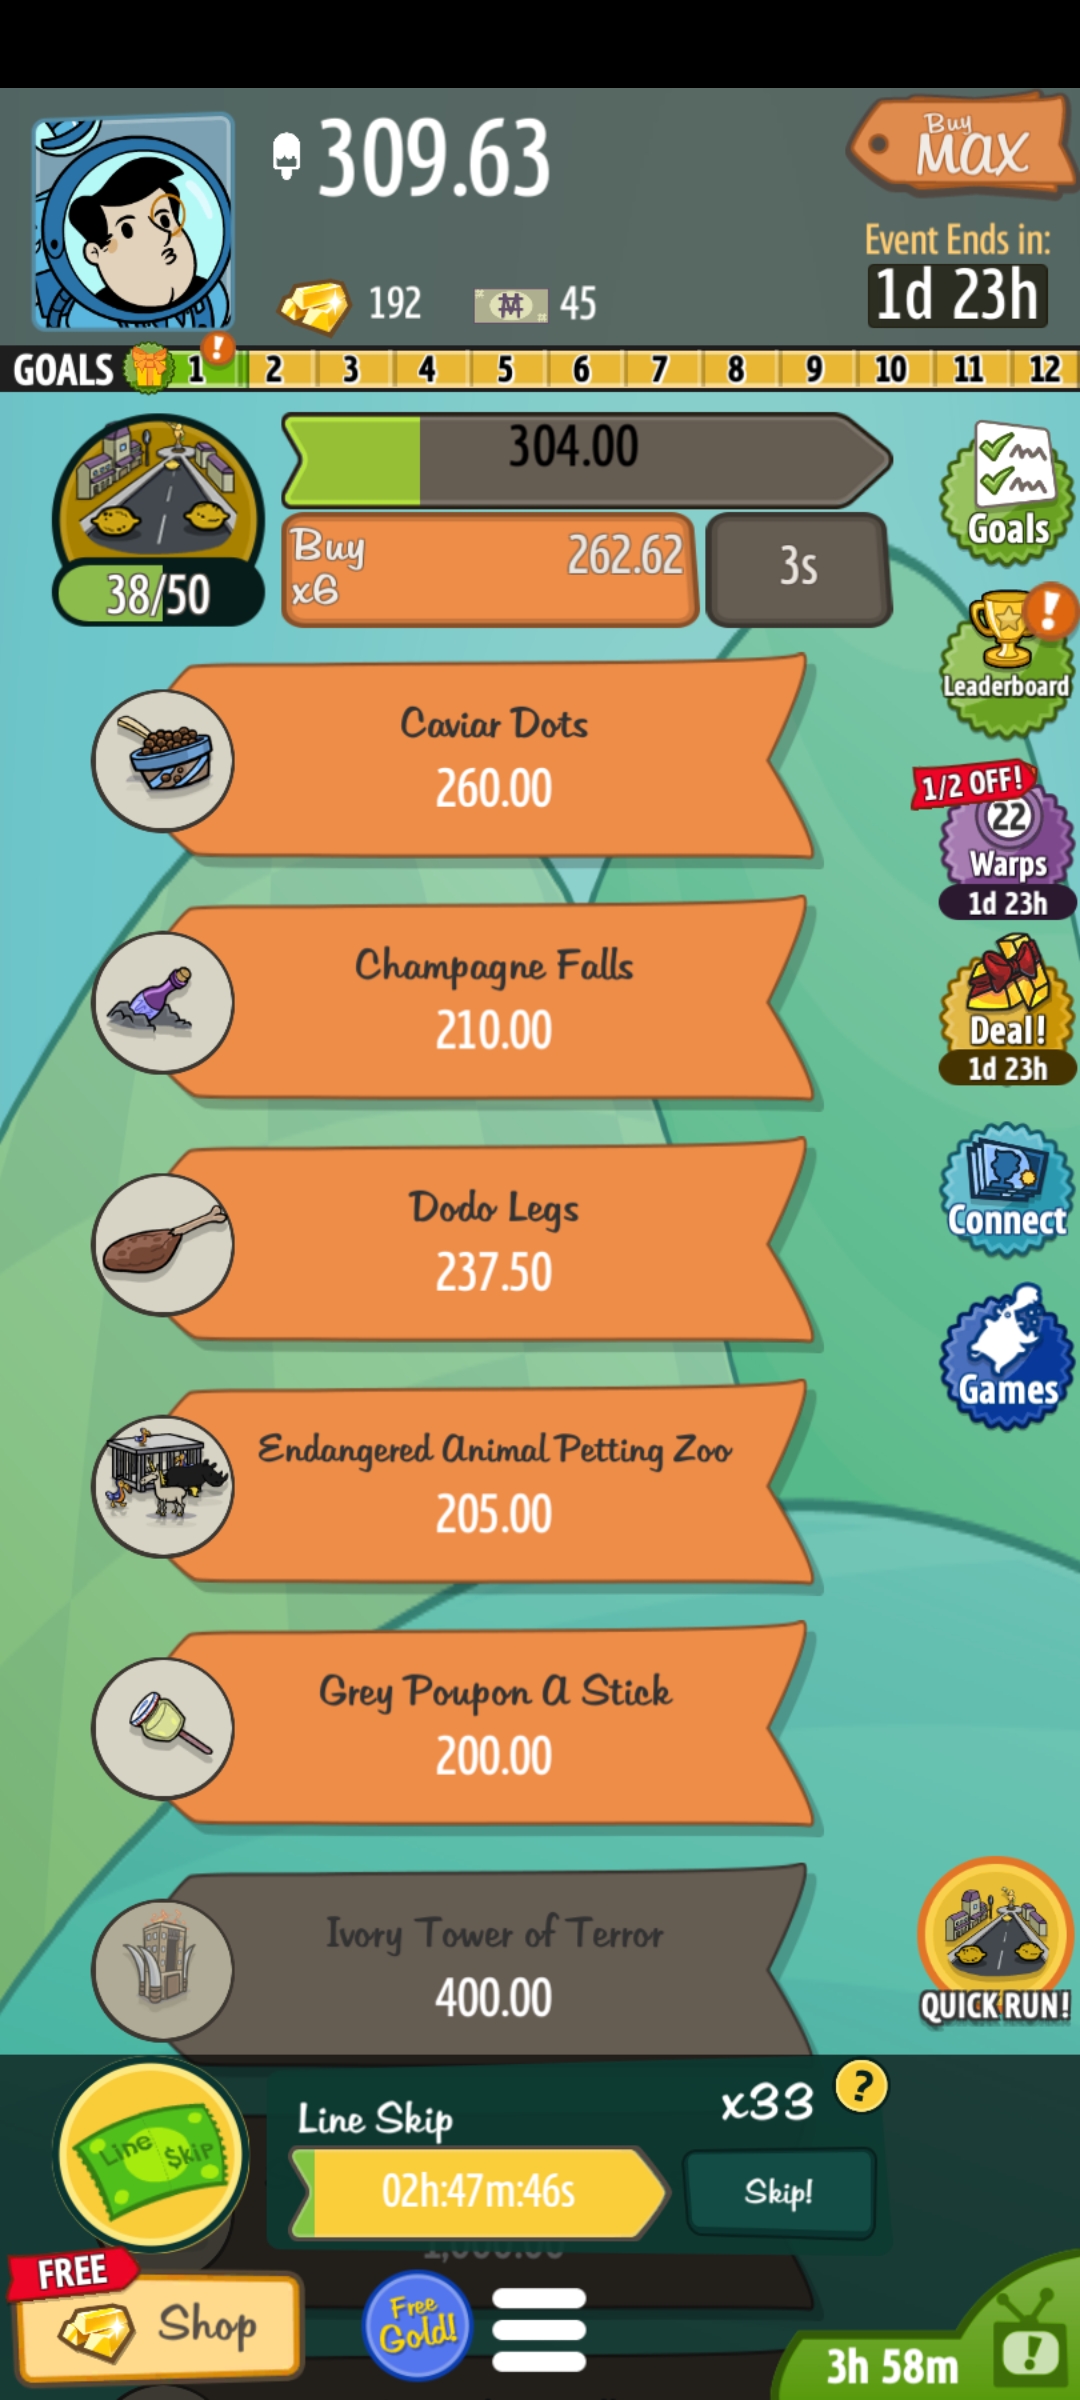 309.63
Buy
MAX
192
45
Event Ends in:
1d 23h
GOALS 1 ! 2 3 4 5 6 7 8 9 10 11 12
304.00
Buy
x6
262.62
3s
38/50
Goals
!
Leaderboard
Caviar Dots
260.00
1/2 OFF!
22
Warps
1d 23h
Champagne Falls
210.00
Deal!
1d 23h
Dodo Legs
237.50
Connect
Games
Endangered Animal Petting Zoo
205.00
Grey Poupon A Stick
200.00
Ivory Tower of Terror
400.00
QUICK RUN!
Line Skip
x33
?
Line $kip
02h:47m:46s
Skip!
1,000.00
FREE
Shop
Free
Gold!
3h 58m
!